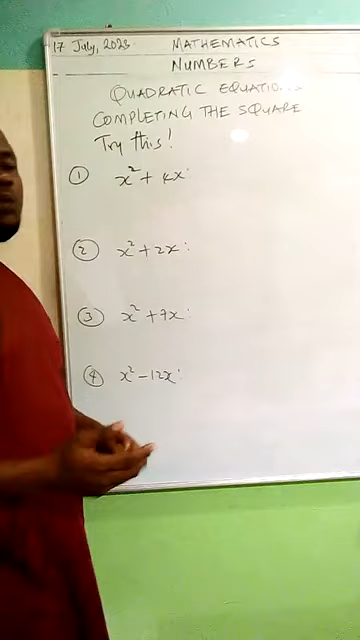 17 July, 2023. MATHEMATICS
NUMBERS
QUADRATIC
COMPLETING THE SQUARE
Try this!
① x² + 4x:
② x² + 2x:
③ x² + 7x:
④ x² - 12x: